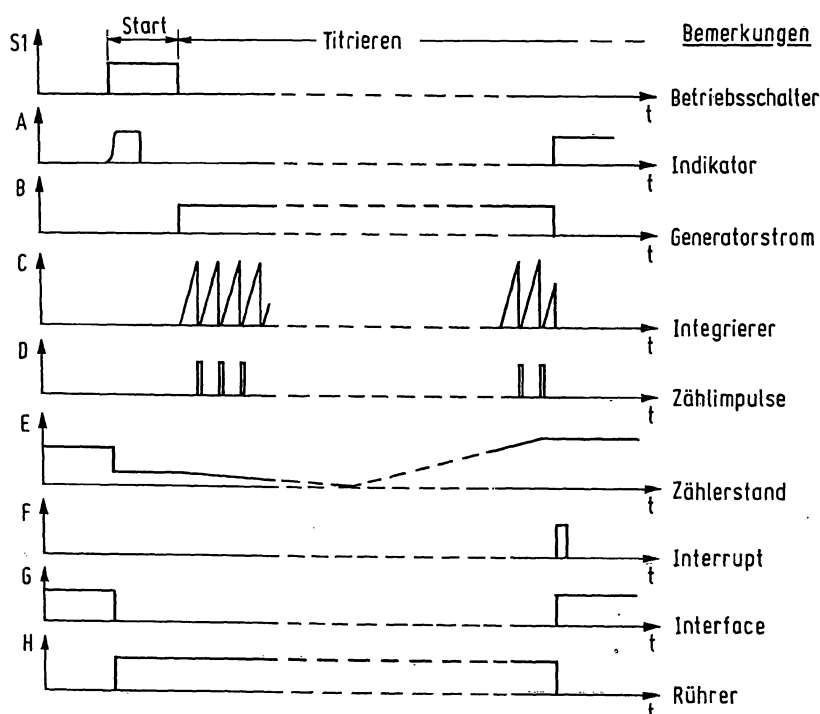 Start
Titrieren
Bemerkungen
S1
t
Betriebsschalter
A
t
Indikator
B
t
Generatorstrom
C
t
Integrierer
D
t
Zählimpulse
E
t
Zählerstand
F
t
Interrupt
G
t
Interface
H
t
Rührer